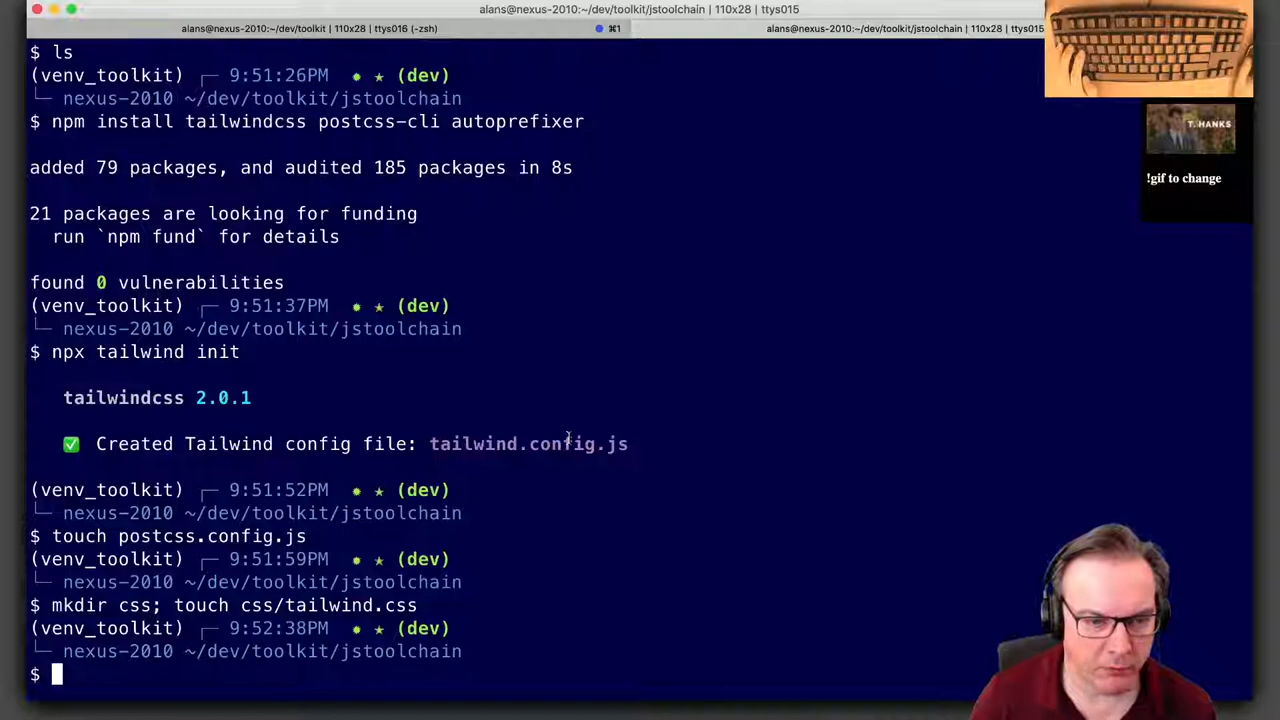 alans@nexus-2010:~/dev/toolkit/jstoolchain | 110x28 | ttys015
alans@nexus-2010:~/dev/toolkit | 110x28 | ttys016 (-zsh)
⌘1
alans@nexus-2010:~/dev/toolkit/jstoolchain | 110x28 | ttys015
$ ls
(venv_toolkit) ┌─ 9:51:26PM ✹ ★ (dev)
└─ nexus-2010 ~/dev/toolkit/jstoolchain
$ npm install tailwindcss postcss-cli autoprefixer
added 79 packages, and audited 185 packages in 8s
21 packages are looking for funding
run `npm fund` for details
found 0 vulnerabilities
(venv_toolkit) ┌─ 9:51:37PM ✹ ★ (dev)
└─ nexus-2010 ~/dev/toolkit/jstoolchain
$ npx tailwind init
tailwindcss 2.0.1
✅ Created Tailwind config file: tailwind.config.js
(venv_toolkit) ┌─ 9:51:52PM ✹ ★ (dev)
└─ nexus-2010 ~/dev/toolkit/jstoolchain
$ touch postcss.config.js
(venv_toolkit) ┌─ 9:51:59PM ✹ ★ (dev)
└─ nexus-2010 ~/dev/toolkit/jstoolchain
$ mkdir css; touch css/tailwind.css
(venv_toolkit) ┌─ 9:52:38PM ✹ ★ (dev)
└─ nexus-2010 ~/dev/toolkit/jstoolchain
$
T. HANKS
!gif to change